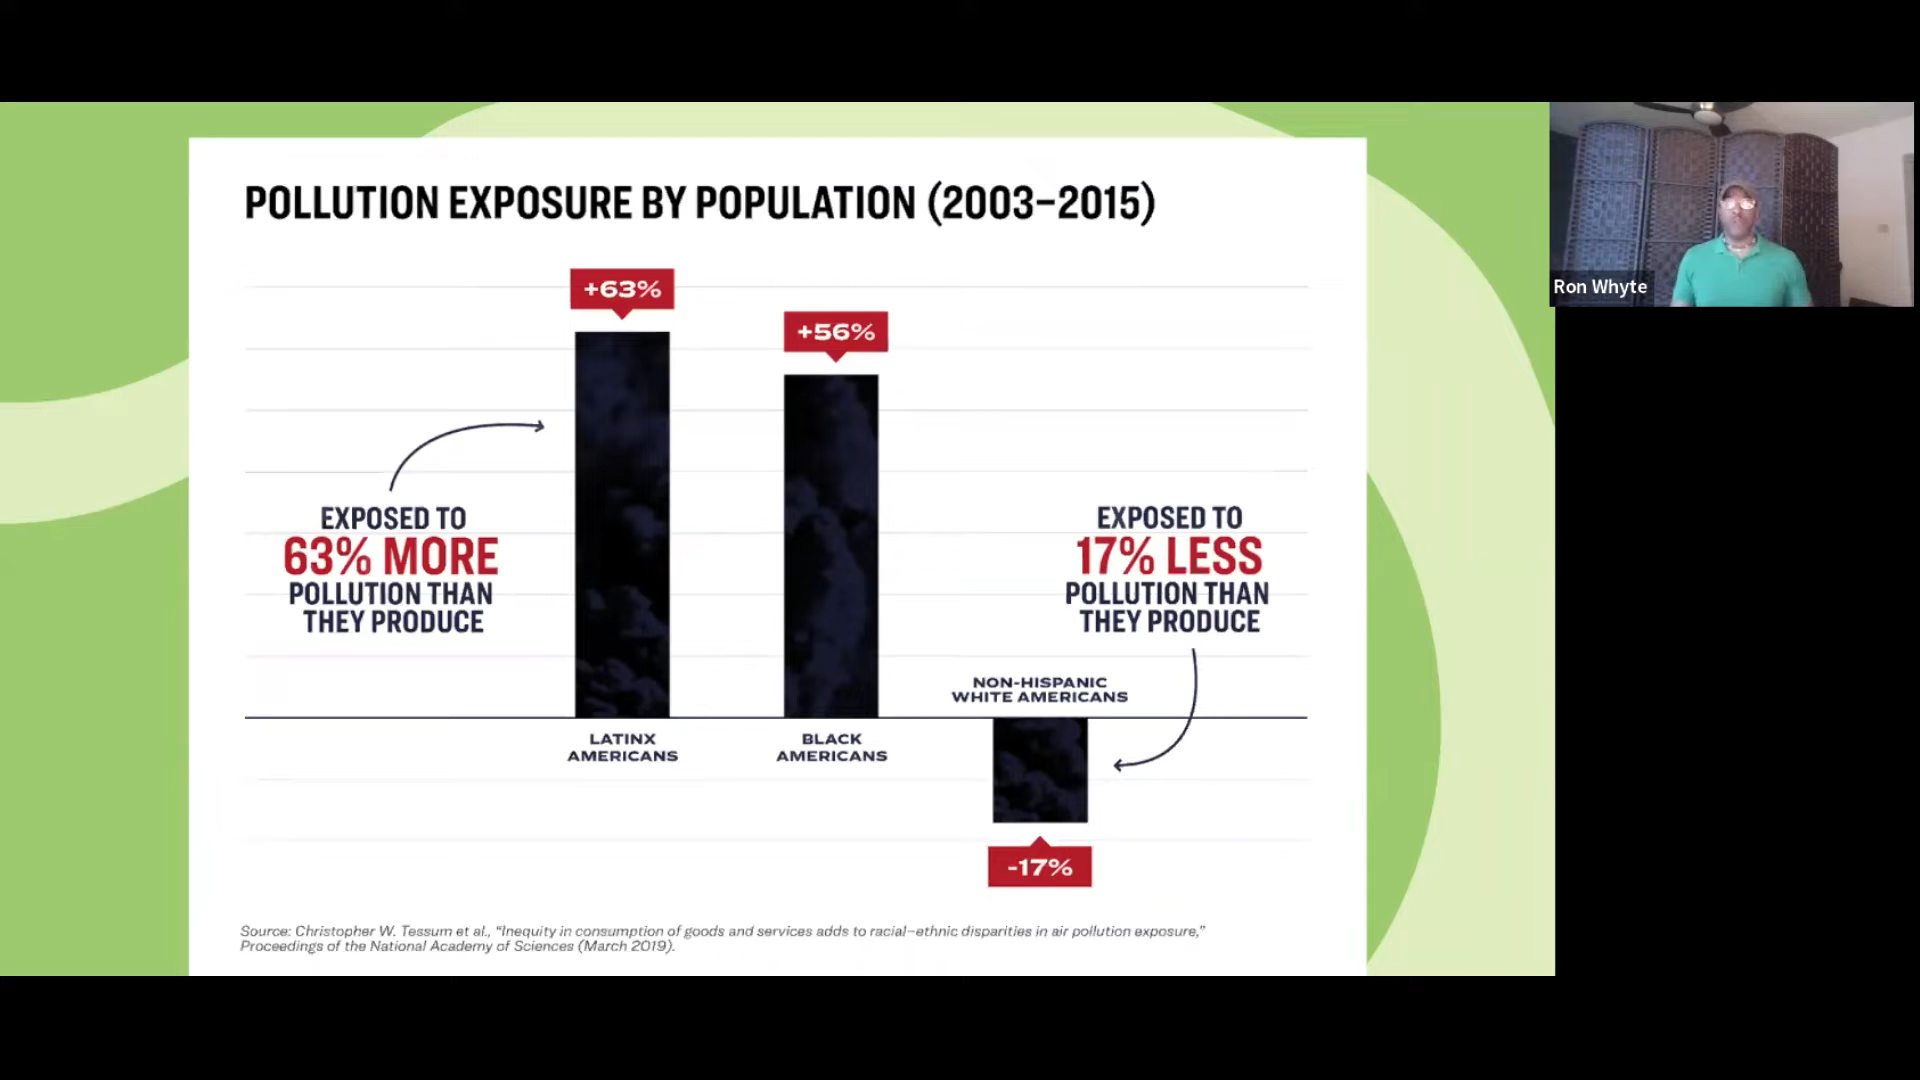 POLLUTION EXPOSURE BY POPULATION (2003–2015)
+63%
+56%
EXPOSED TO
63% MORE
POLLUTION THAN
THEY PRODUCE
EXPOSED TO
17% LESS
POLLUTION THAN
THEY PRODUCE
NON-HISPANIC
WHITE AMERICANS
LATINX
AMERICANS
BLACK
AMERICANS
-17%
Source: Christopher W. Tessum et al., “Inequity in consumption of goods and services adds to racial–ethnic disparities in air pollution exposure,”
Proceedings of the National Academy of Sciences (March 2019).
Ron Whyte